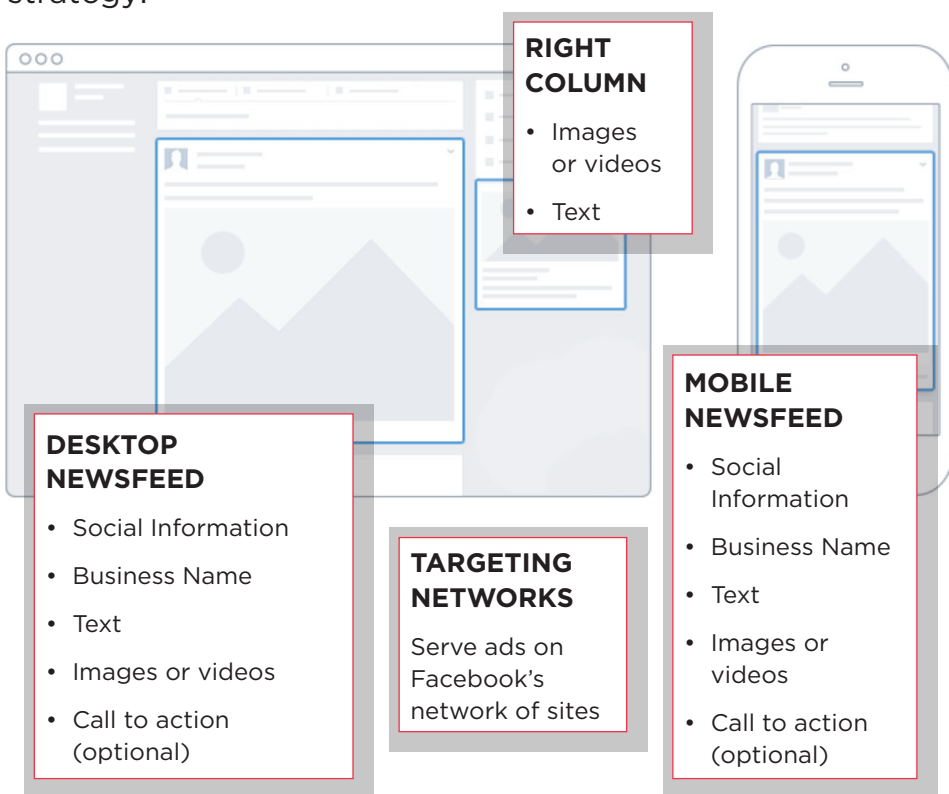 strategy.
RIGHT
COLUMN
• Images
or videos
• Text
DESKTOP
NEWSFEED
• Social Information
• Business Name
• Text
• Images or videos
• Call to action
(optional)
TARGETING
NETWORKS
Serve ads on
Facebook’s
network of sites
MOBILE
NEWSFEED
• Social
Information
• Business Name
• Text
• Images or
videos
• Call to action
(optional)